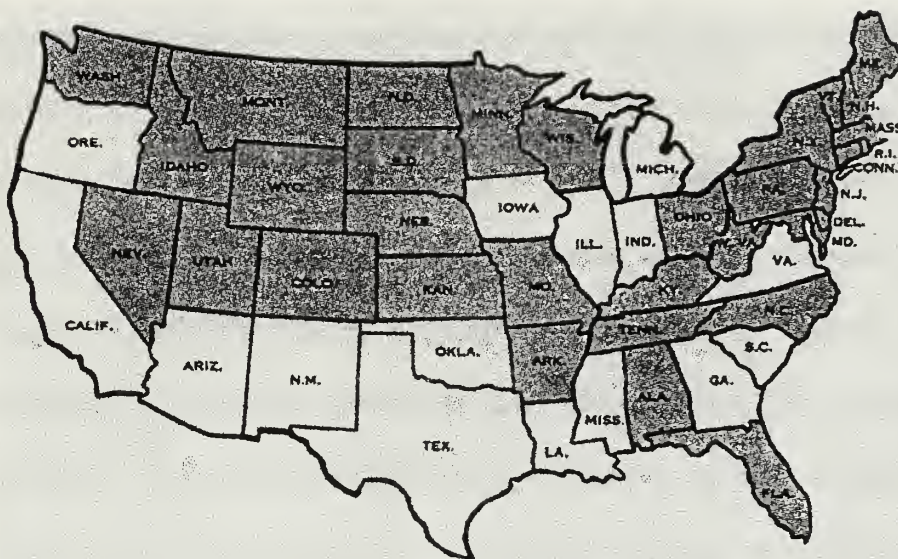 WASH.
MONT.
N.D.
MINN.
ME.
N.H.
ORE.
IDAHO
WYO.
S.D.
WIS.
MICH.
N.Y.
MASS.
R.I.
CONN.
NEV.
UTAH
COLO.
NEB.
IOWA
ILL.
IND.
OHIO
PA.
N.J.
DEL.
MD.
W. VA.
VA.
KAN.
MO.
KY.
CALIF.
ARIZ.
N.M.
OKLA.
ARK.
TENN.
N.C.
S.C.
TEX.
LA.
MISS.
ALA.
GA.
FLA.